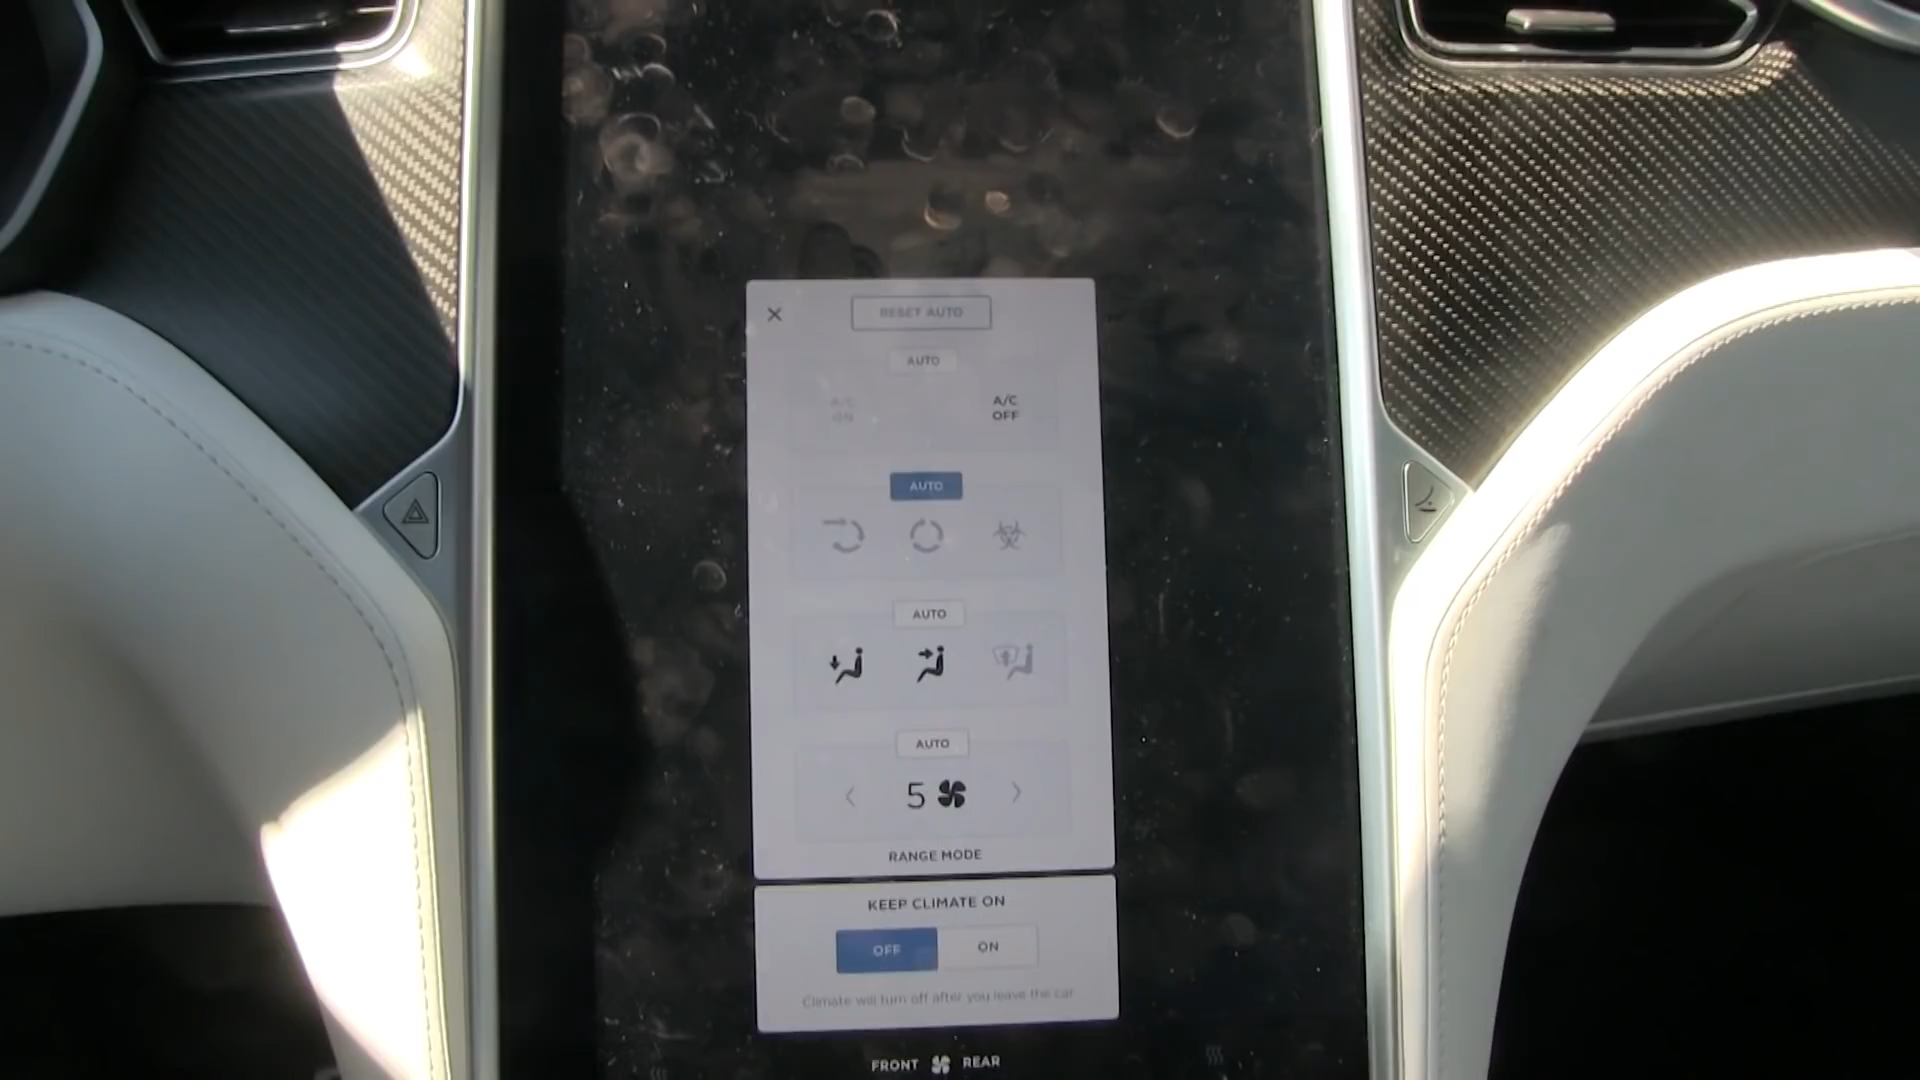 RESET AUTO
AUTO
A/C ON
A/C OFF
AUTO
AUTO
AUTO
5
RANGE MODE
KEEP CLIMATE ON
OFF
ON
Climate will turn off after you leave the car
FRONT REAR